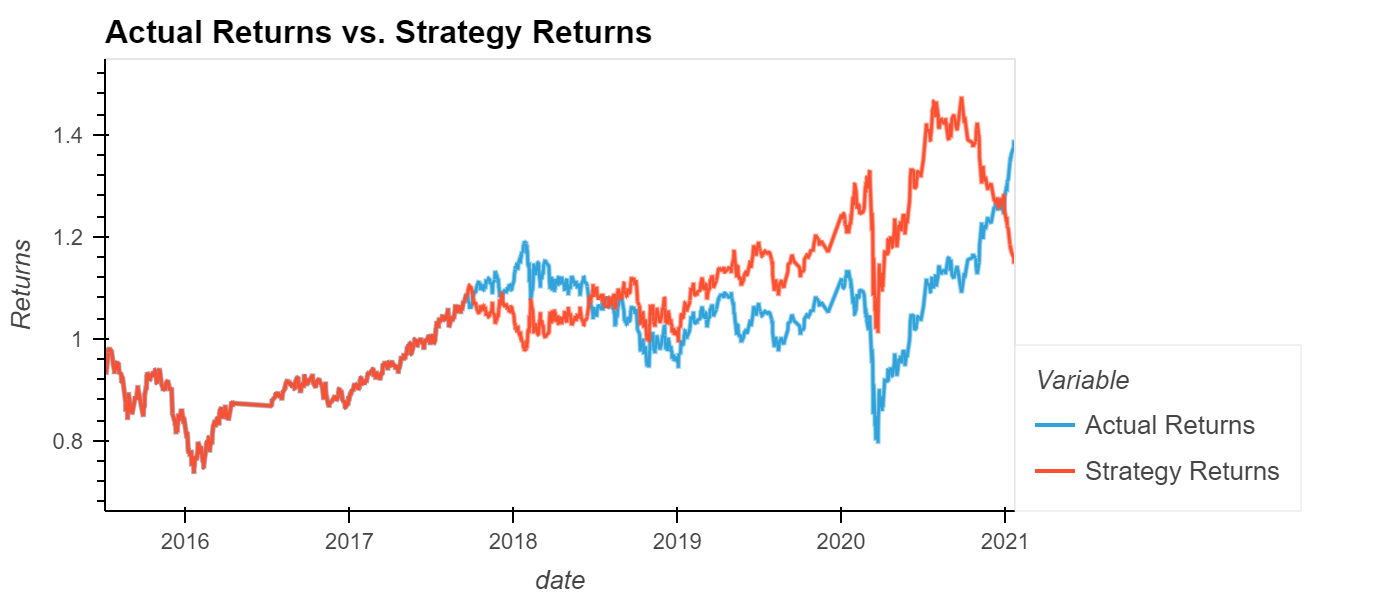 Actual Returns vs. Strategy Returns
Returns
1.4
1.2
1
0.8
2016 2017 2018 2019 2020 2021
date
Variable
Actual Returns
Strategy Returns